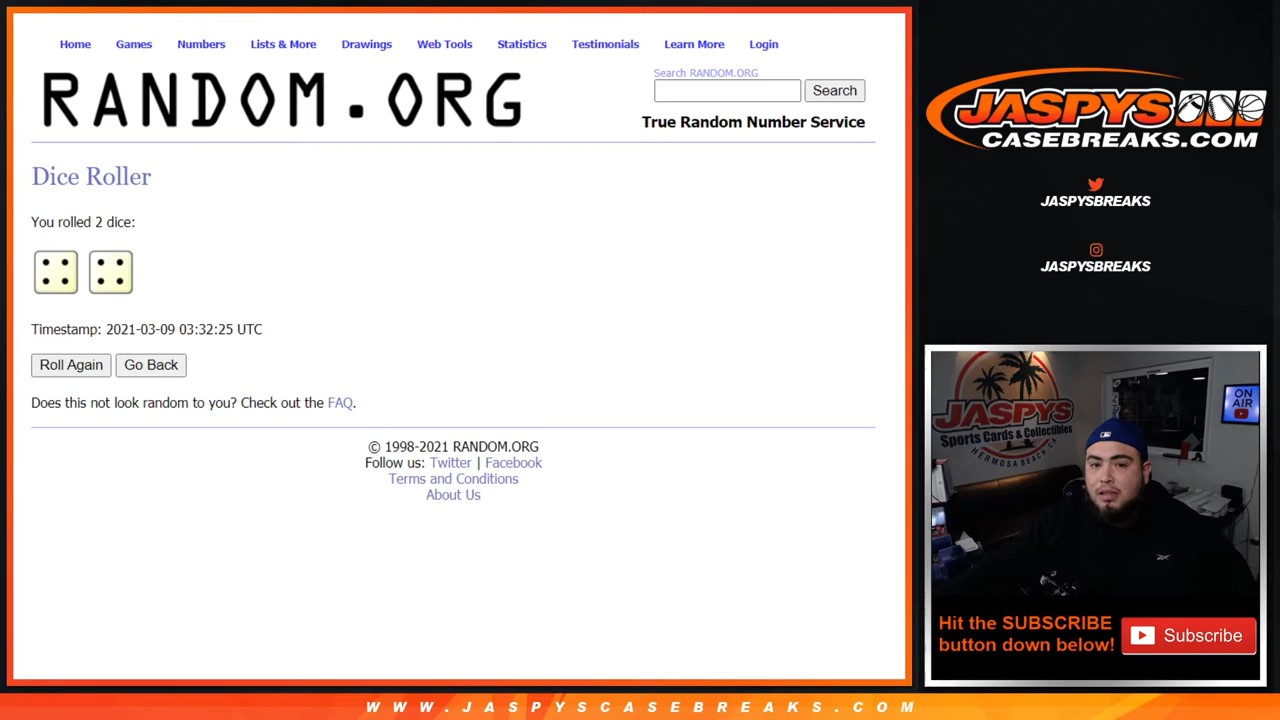 Home Games Numbers Lists & More Drawings Web Tools Statistics Testimonials Learn More Login
RANDOM.ORG
Search RANDOM.ORG
Search
True Random Number Service
Dice Roller
You rolled 2 dice:
Timestamp: 2021-03-09 03:32:25 UTC
Roll Again Go Back
Does this not look random to you? Check out the FAQ.
© 1998-2021 RANDOM.ORG
Follow us: Twitter | Facebook
Terms and Conditions
About Us
JASPYS
CASEBREAKS.COM
JASPYSBREAKS
JASPYSBREAKS
JASPYS
Sports Cards & Collectibles
HERMOSA BEACH, CA
ON
AIR
Hit the SUBSCRIBE
button down below!
Subscribe
WWW.JASPYSCASEBREAKS.COM